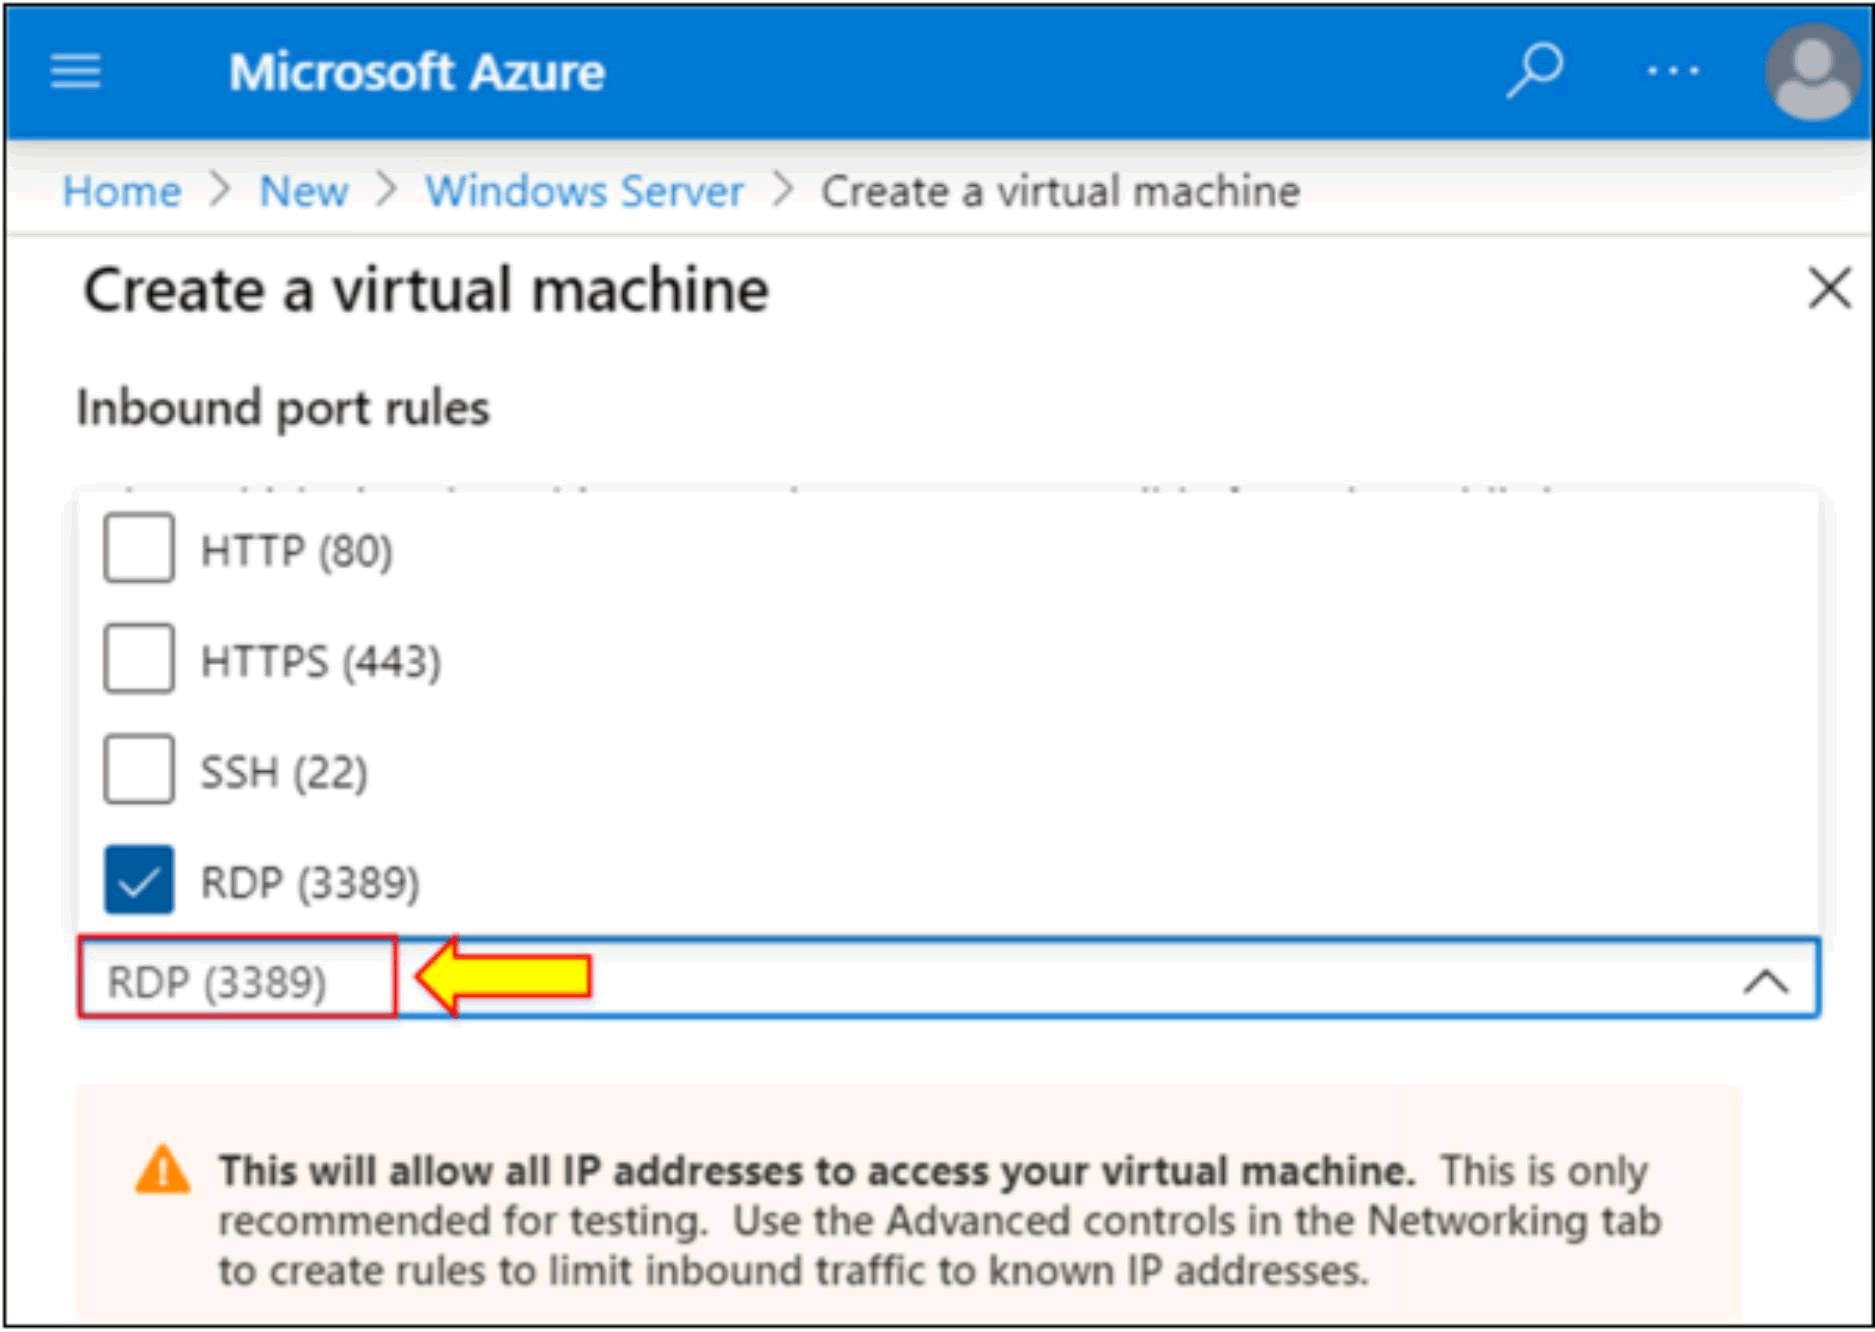 Microsoft Azure
Home > New > Windows Server > Create a virtual machine
Create a virtual machine
Inbound port rules
HTTP (80)
HTTPS (443)
SSH (22)
RDP (3389)
RDP (3389)
This will allow all IP addresses to access your virtual machine. This is only
recommended for testing. Use the Advanced controls in the Networking tab
to create rules to limit inbound traffic to known IP addresses.